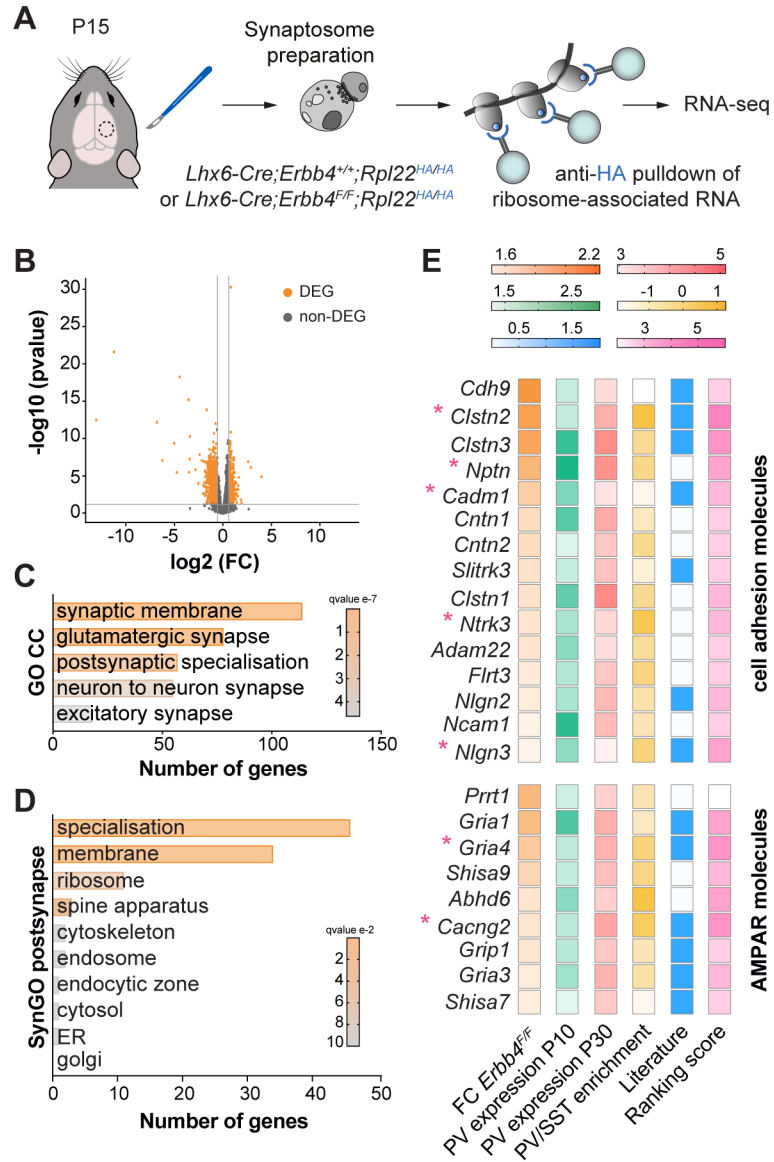 A
P15
Synaptosome
preparation
RNA-seq
Lhx6-Cre;Erbb4+/+;Rpl22HA/HA
or Lhx6-Cre;Erbb4F/F;Rpl22HA/HA
anti-HA pulldown of
ribosome-associated RNA
B
DEG
non-DEG
30
25
20
15
10
5
0
-log10 (pvalue)
-10 -5 0 5 10
log2 (FC)
C
GO CC
synaptic membrane
glutamatergic synapse
postsynaptic specialisation
neuron to neuron synapse
excitatory synapse
qvalue e-7
1
2
3
4
0 50 100 150
Number of genes
D
SynGO postsynapse
specialisation
membrane
ribosome
spine apparatus
cytoskeleton
endosome
endocytic zone
cytosol
ER
golgi
qvalue e-2
2
4
6
8
10
0 10 20 30 40 50
Number of genes
E
1.6 2.2
3 5
1.5 2.5
-1 0 1
0.5 1.5
3 5
Cdh9
* Clstn2
Clstn3
* Nptn
* Cadm1
Cntn1
Cntn2
Slitrk3
Clstn1
* Ntrk3
Adam22
Flrt3
Nlgn2
Ncam1
* Nlgn3
cell adhesion molecules
Prrt1
Gria1
* Gria4
Shisa9
Abhd6
* Cacng2
Grip1
Gria3
Shisa7
AMPAR molecules
FC Erbb4F/F
PV expression P10
PV expression P30
PV/SST enrichment
Literature
Ranking score